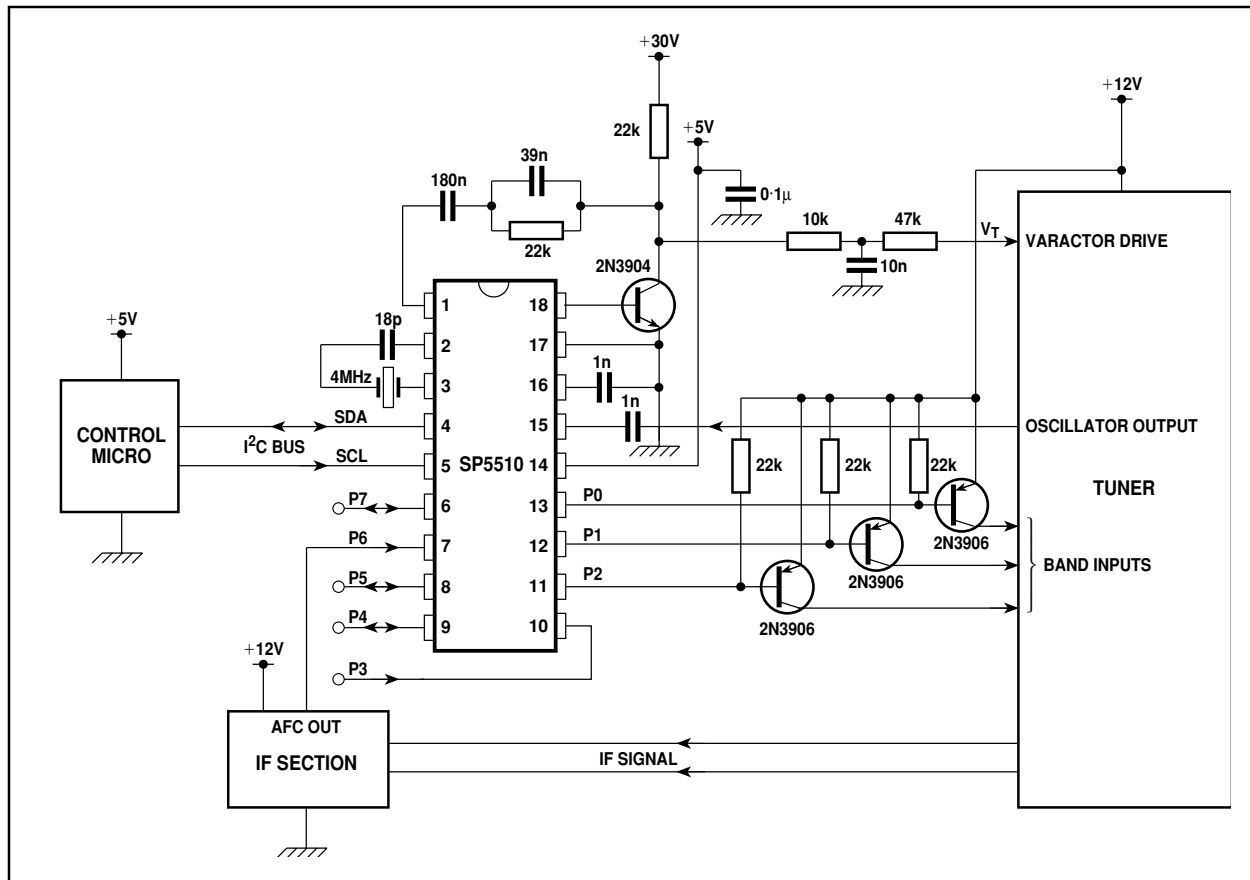 +30V
+12V
22k
+5V
39n
180n
0·1μ
22k
10k
47k
VT
VARACTOR DRIVE
10n
2N3904
1
18
+5V
18p
2
17
1n
4MHz
3
16
1n
CONTROL
MICRO
SDA
I2C BUS
SCL
4
15
OSCILLATOR OUTPUT
5
SP5510
14
22k
22k
22k
TUNER
P7
6
13
P0
2N3906
P6
7
12
P1
BAND INPUTS
2N3906
P5
8
11
P2
2N3906
P4
9
10
+12V
P3
AFC OUT
IF SECTION
IF SIGNAL